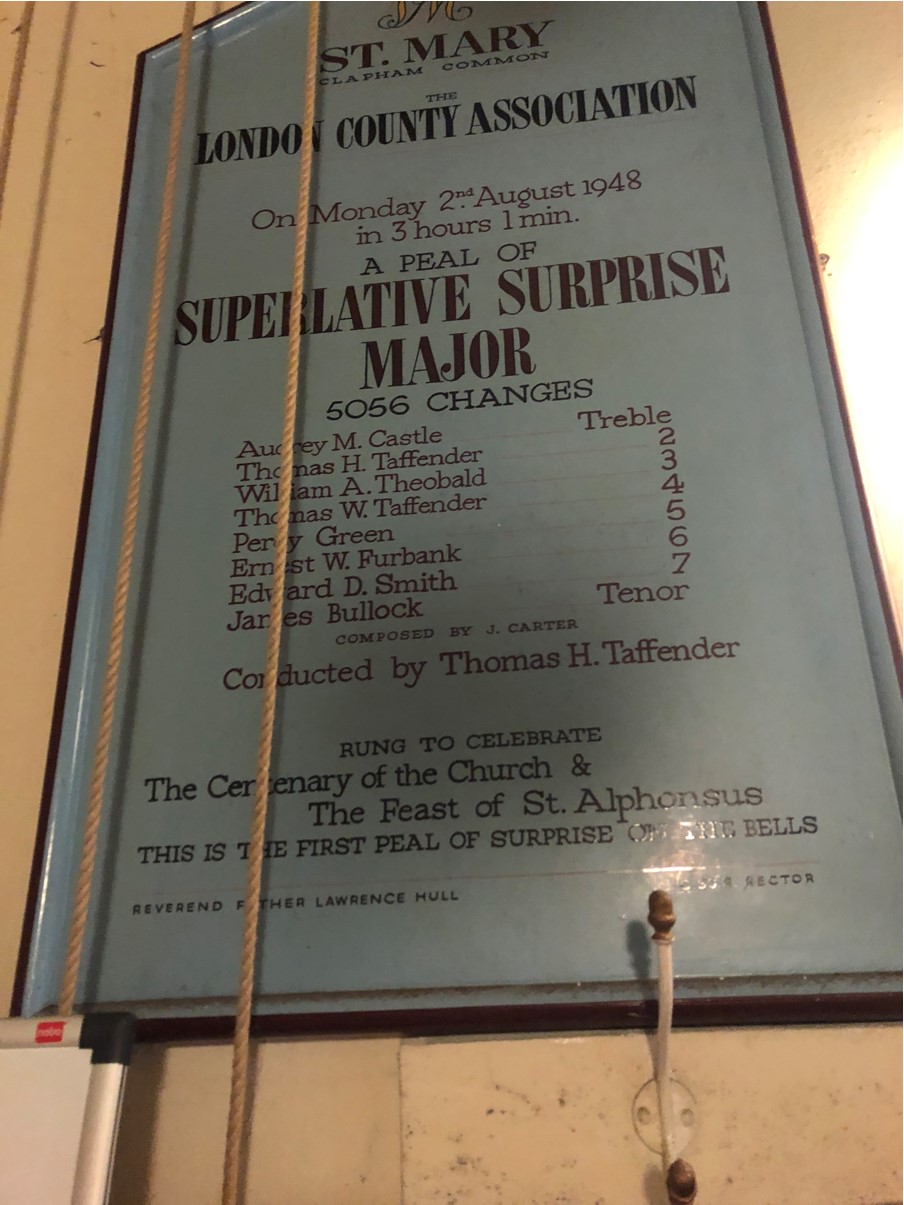 M
ST. MARY
CLAPHAM COMMON
THE
LONDON COUNTY ASSOCIATION
On Monday 2nd. August 1948
in 3 hours 1 min.
A PEAL OF
SUPERLATIVE SURPRISE
MAJOR
5056 CHANGES
Audrey M. Castle Treble
Thomas H. Taffender 2
William A. Theobald 3
Thomas W. Taffender 4
Percy Green 5
Ernest W. Furbank 6
Edward D. Smith 7
James Bullock Tenor
COMPOSED BY J. CARTER
Conducted by Thomas H. Taffender
RUNG TO CELEBRATE
The Centenary of the Church &
The Feast of St. Alphonsus
THIS IS THE FIRST PEAL OF SURPRISE ON THE BELLS
REVEREND FATHER LAWRENCE HULL C.SS.R. RECTOR
nobo